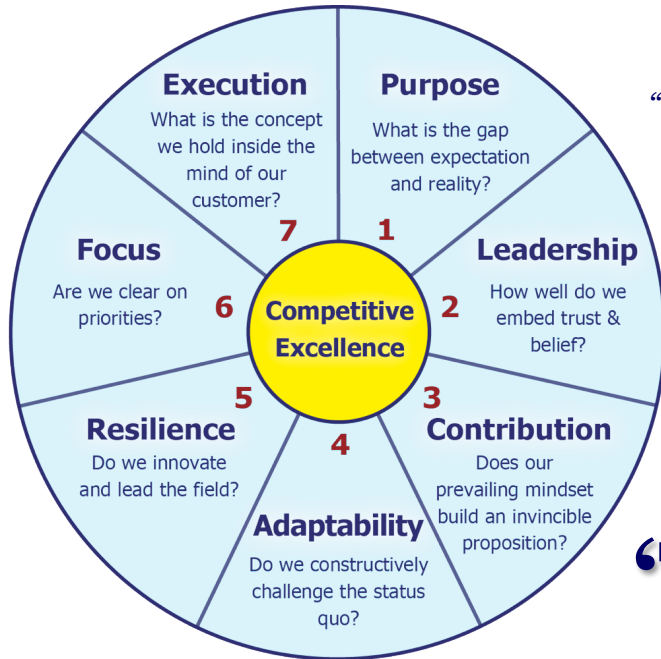 Execution
What is the concept
we hold inside the
mind of our
customer?
7
Purpose
What is the gap
between expectation
and reality?
1
Leadership
How well do we
embed trust &
belief?
2
Contribution
Does our
prevailing mindset
build an invincible
proposition?
3
Adaptability
Do we constructively
challenge the status
quo?
4
Resilience
Do we innovate
and lead the field?
5
Focus
Are we clear on
priorities?
6
Competitive
Excellence
“
‘